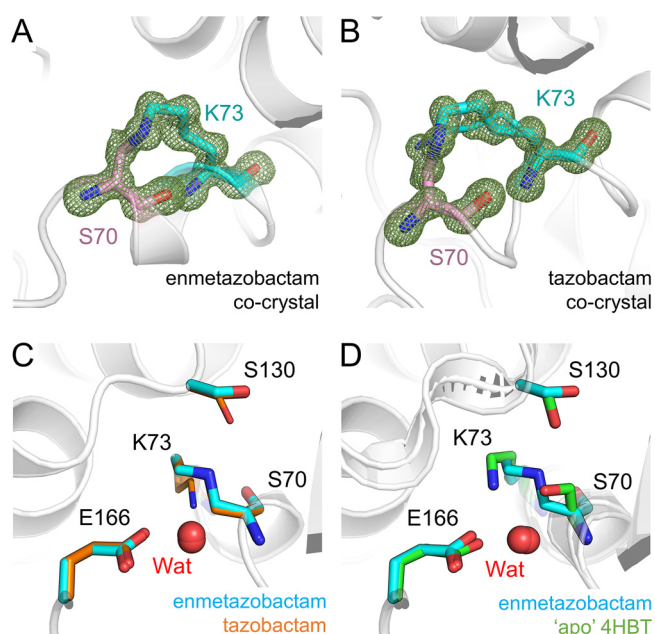 A
K73
S70
enmetazobactam
co-crystal
B
K73
S70
tazobactam
co-crystal
C
S130
K73
S70
E166
Wat
enmetazobactam
tazobactam
D
S130
K73
S70
E166
Wat
enmetazobactam
‘apo’ 4HBT